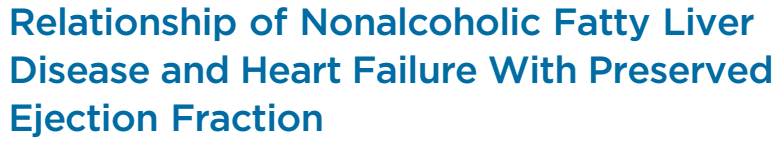 Relationship of Nonalcoholic Fatty Liver
Disease and Heart Failure With Preserved
Ejection Fraction